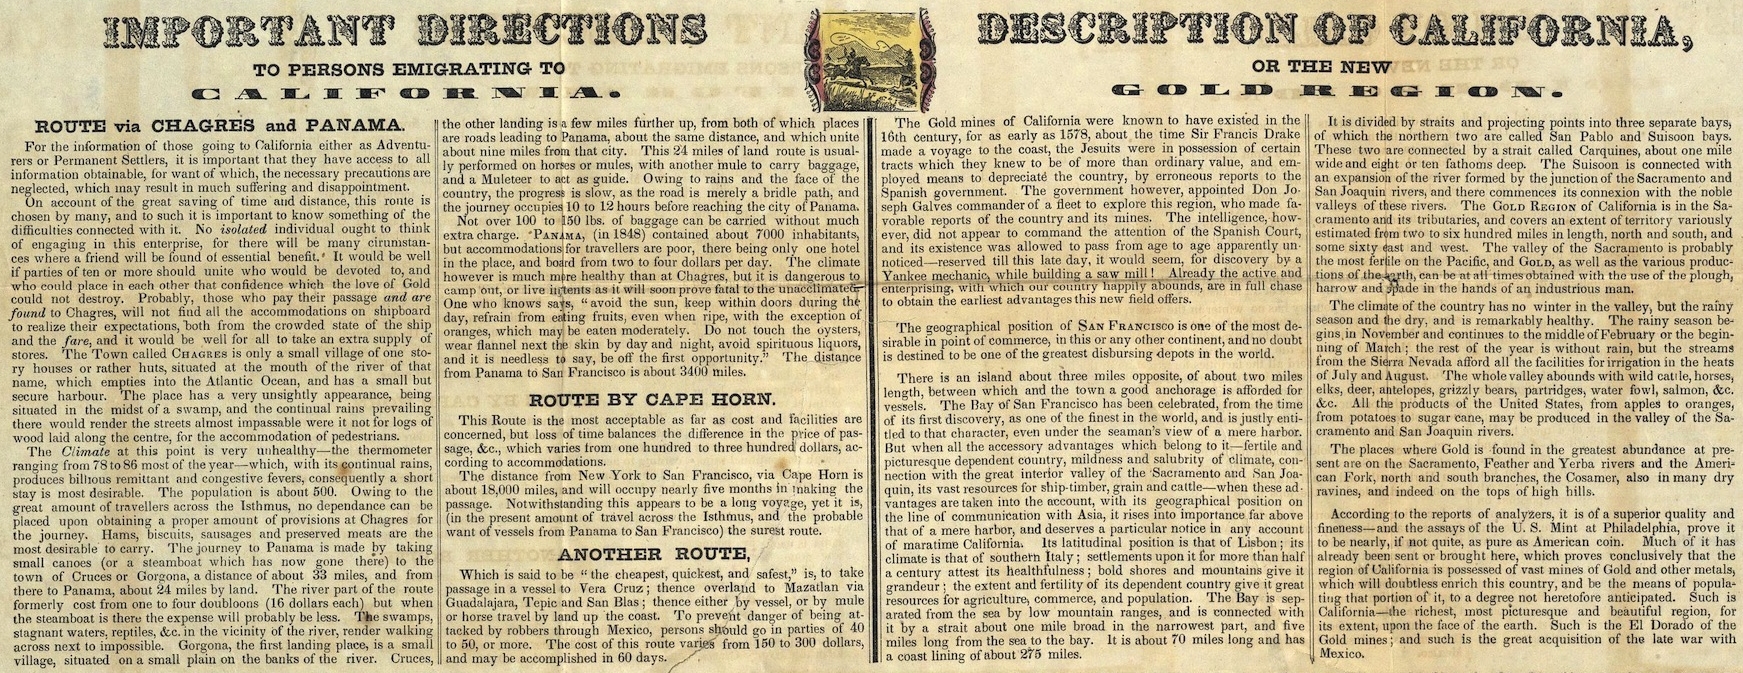 IMPORTANT DIRECTIONS
TO PERSONS EMIGRATING TO
CALIFORNIA.
ROUTE via CHAGRES and PANAMA.
For the information of those going to California either as Adventu-
rers or Permanent Settlers, it is important that they have access to all
information obtainable, for want of which, the necessary precautions are
neglected, which may result in much suffering and disappointment.
On account of the great saving of time and distance, this route is
chosen by many, and to such it is important to know something of the
difficulties connected with it. No isolated individual ought to think
of engaging in this enterprise, for there will be many circumstan-
ces where a friend will be found of essential benefit. It would be well
if parties of ten or more should unite who would be devoted to, and
who could place in each other that confidence which the love of Gold
could not destroy. Probably, those who pay their passage and are
found to Chagres, will not find all the accommodations on shipboard
to realize their expectations, both from the crowded state of the ship
and the fare, and it would be well for all to take an extra supply of
stores. The Town called CHAGRES is only a small village of one sto-
ry houses or rather huts, situated at the mouth of the river of that
name, which empties into the Atlantic Ocean, and has a small but
secure harbour. The place has a very unsightly appearance, being
situated in the midst of a swamp, and the continual rains prevailing
there would render the streets almost impassable were it not for logs of
wood laid along the centre, for the accommodation of pedestrians.
The Climate at this point is very unhealthy—the thermometer
ranging from 78 to 86 most of the year—which, with its continual rains,
produces billious remittant and congestive fevers, consequently a short
stay is most desirable. The population is about 500. Owing to the
great amount of travellers across the Isthmus, no dependance can be
placed upon obtaining a proper amount of provisions at Chagres for
the journey. Hams, biscuits, sausages and preserved meats are the
most desirable to carry. The journey to Panama is made by taking
small canoes (or a steamboat which has now gone there) to the
town of Cruces or Gorgona, a distance of about 33 miles, and from
there to Panama, about 24 miles by land. The river part of the route
formerly cost from one to four doubloons (16 dollars each) but when
the steamboat is there the expense will probably be less. The swamps,
stagnant waters, reptiles, &c. in the vicinity of the river, render walking
across next to impossible. Gorgona, the first landing place, is a small
village, situated on a small plain on the banks of the river. Cruces,
the other landing is a few miles further up, from both of which places
are roads leading to Panama, about the same distance, and which unite
about nine miles from that city. This 24 miles of land route is usual-
ly performed on horses or mules, with another mule to carry baggage,
and a Muleteer to act as guide. Owing to rains and the face of the
country, the progress is slow, as the road is merely a bridle path, and
the journey occupies 10 to 12 hours before reaching the city of Panama.
Not over 100 to 150 lbs. of baggage can be carried without much
extra charge. PANAMA, (in 1848) contained about 7000 inhabitants,
but accommodations for travellers are poor, there being only one hotel
in the place, and board from two to four dollars per day. The climate
however is much more healthy than at Chagres, but it is dangerous to
camp out, or live in tents as it will soon prove fatal to the unacclimated.
One who knows says, "avoid the sun, keep within doors during the
day, refrain from eating fruits, even when ripe, with the exception of
oranges, which may be eaten moderately. Do not touch the oysters,
wear flannel next the skin by day and night, avoid spirituous liquors,
and it is needless to say, be off the first opportunity." The distance
from Panama to San Francisco is about 3400 miles.
ROUTE BY CAPE HORN.
This Route is the most acceptable as far as cost and facilities are
concerned, but loss of time balances the difference in the price of pas-
sage, &c., which varies from one hundred to three hundred dollars, ac-
cording to accommodations.
The distance from New York to San Francisco, via Cape Horn is
about 18,000 miles, and will occupy nearly five months in making the
passage. Notwithstanding this appears to be a long voyage, yet it is,
(in the present amount of travel across the Isthmus, and the probable
want of vessels from Panama to San Francisco) the surest route.
ANOTHER ROUTE,
Which is said to be "the cheapest, quickest, and safest," is, to take
passage in a vessel to Vera Cruz; thence overland to Mazatlan via
Guadalajara, Tepic and San Blas; thence either by vessel, or by mule
or horse travel by land up the coast. To prevent danger of being at-
tacked by robbers through Mexico, persons should go in parties of 40
to 50, or more. The cost of this route varies from 150 to 300 dollars,
and may be accomplished in 60 days.
DESCRIPTION OF CALIFORNIA,
OR THE NEW
GOLD REGION.
The Gold mines of California were known to have existed in the
16th century, for as early as 1578, about the time Sir Francis Drake
made a voyage to the coast, the Jesuits were in possession of certain
tracts which they knew to be of more than ordinary value, and em-
ployed means to depreciate the country, by erroneous reports to the
Spanish government. The government however, appointed Don Jo-
seph Galves commander of a fleet to explore this region, who made fa-
vorable reports of the country and its mines. The intelligence, how-
ever, did not appear to command the attention of the Spanish Court,
and its existence was allowed to pass from age to age apparently un-
noticed—reserved till this late day, it would seem, for discovery by a
Yankee mechanic, while building a saw mill! Already the active and
enterprising, with which our country happily abounds, are in full chase
to obtain the earliest advantages this new field offers.
The geographical position of SAN FRANCISCO is one of the most de-
sirable in point of commerce, in this or any other continent, and no doubt
is destined to be one of the greatest disbursing depots in the world.
There is an island about three miles opposite, of about two miles
length, between which and the town a good anchorage is afforded for
vessels. The Bay of San Francisco has been celebrated, from the time
of its first discovery, as one of the finest in the world, and is justly enti-
tled to that character, even under the seaman's view of a mere harbor.
But when all the accessory advantages which belong to it—fertile and
picturesque dependent country, mildness and salubrity of climate, con-
nection with the great interior valley of the Sacramento and San Joa-
quin, its vast resources for ship-timber, grain and cattle—when these ad-
vantages are taken into the account, with its geographical position on
the line of communication with Asia, it rises into importance far above
that of a mere harbor, and deserves a particular notice in any account
of maratime California. Its latitudinal position is that of Lisbon; its
climate is that of southern Italy; settlements upon it for more than half
a century attest its healthfulness; bold shores and mountains give it
grandeur; the extent and fertility of its dependent country give it great
resources for agriculture, commerce, and population. The Bay is sep-
arated from the sea by low mountain ranges, and is connected with
it by a strait about one mile broad in the narrowest part, and five
miles long from the sea to the bay. It is about 70 miles long and has
a coast lining of about 275 miles.
It is divided by straits and projecting points into three separate bays,
of which the northern two are called San Pablo and Suisoon bays.
These two are connected by a strait called Carquines, about one mile
wide and eight or ten fathoms deep. The Suisoon is connected with
an expansion of the river formed by the junction of the Sacramento and
San Joaquin rivers, and there commences its connexion with the noble
valleys of these rivers. The GOLD REGION of California is in the Sa-
cramento and its tributaries, and covers an extent of territory variously
estimated from two to six hundred miles in length, north and south, and
some sixty east and west. The valley of the Sacramento is probably
the most fertile on the Pacific, and GOLD, as well as the various produc-
tions of the earth, can be at all times obtained with the use of the plough,
harrow and spade in the hands of an industrious man.
The climate of the country has no winter in the valley, but the rainy
season and the dry, and is remarkably healthy. The rainy season be-
gins in November and continues to the middle of February or the begin-
ning of March; the rest of the year is without rain, but the streams
from the Sierra Nevada afford all the facilities for irrigation in the heats
of July and August. The whole valley abounds with wild cattle, horses,
elks, deer, antelopes, grizzly bears, partridges, water fowl, salmon, &c.
&c. All the products of the United States, from apples to oranges,
from potatoes to sugar cane, may be produced in the valley of the Sa-
cramento and San Joaquin rivers.
The places where Gold is found in the greatest abundance at pre-
sent are on the Sacramento, Feather and Yerba rivers and the Ameri-
can Fork, north and south branches, the Cosamer, also in many dry
ravines, and indeed on the tops of high hills.
According to the reports of analyzers, it is of a superior quality and
fineness—and the assays of the U. S. Mint at Philadelphia, prove it
to be nearly, if not quite, as pure as American coin. Much of it has
already been sent or brought here, which proves conclusively that the
region of California is possessed of vast mines of Gold and other metals,
which will doubtless enrich this country, and be the means of popula-
ting that portion of it, to a degree not heretofore anticipated. Such is
California—the richest, most picturesque and beautiful region, for
its extent, upon the face of the earth. Such is the El Dorado of the
Gold mines; and such is the great acquisition of the late war with
Mexico.